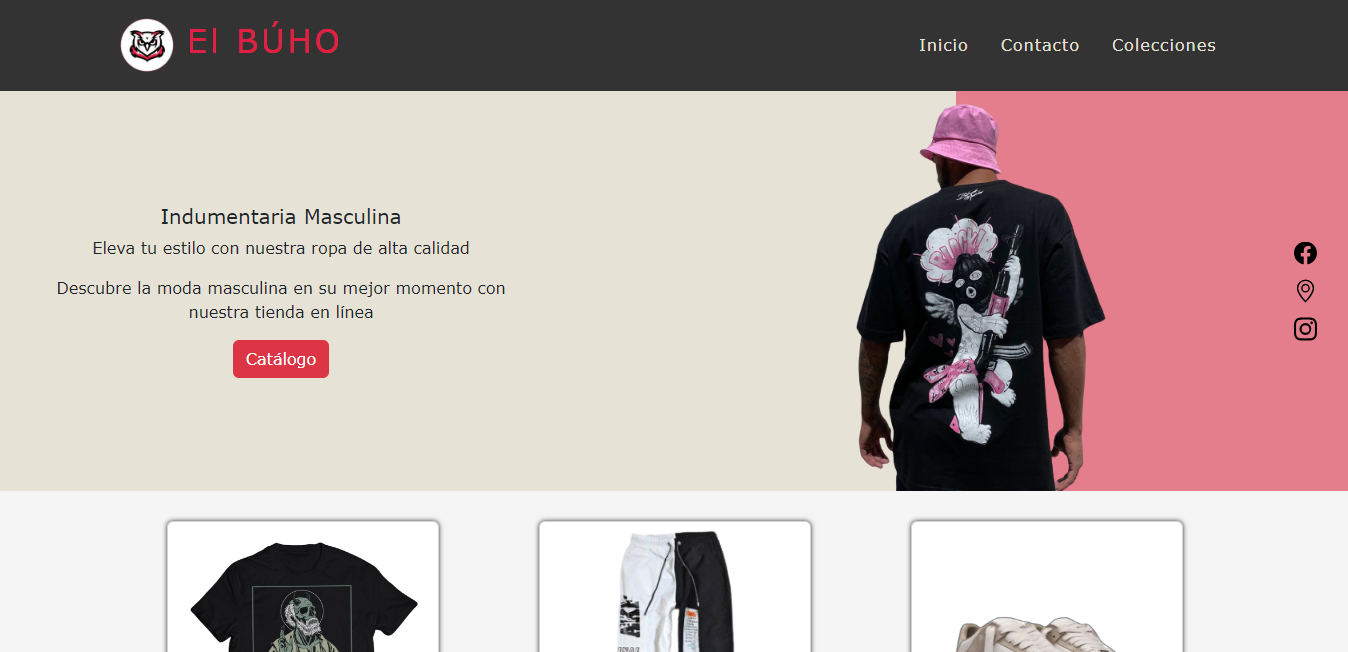 El BÚHO
Inicio
Contacto
Colecciones
Indumentaria Masculina
Eleva tu estilo con nuestra ropa de alta calidad
Descubre la moda masculina en su mejor momento con
nuestra tienda en línea
Catálogo